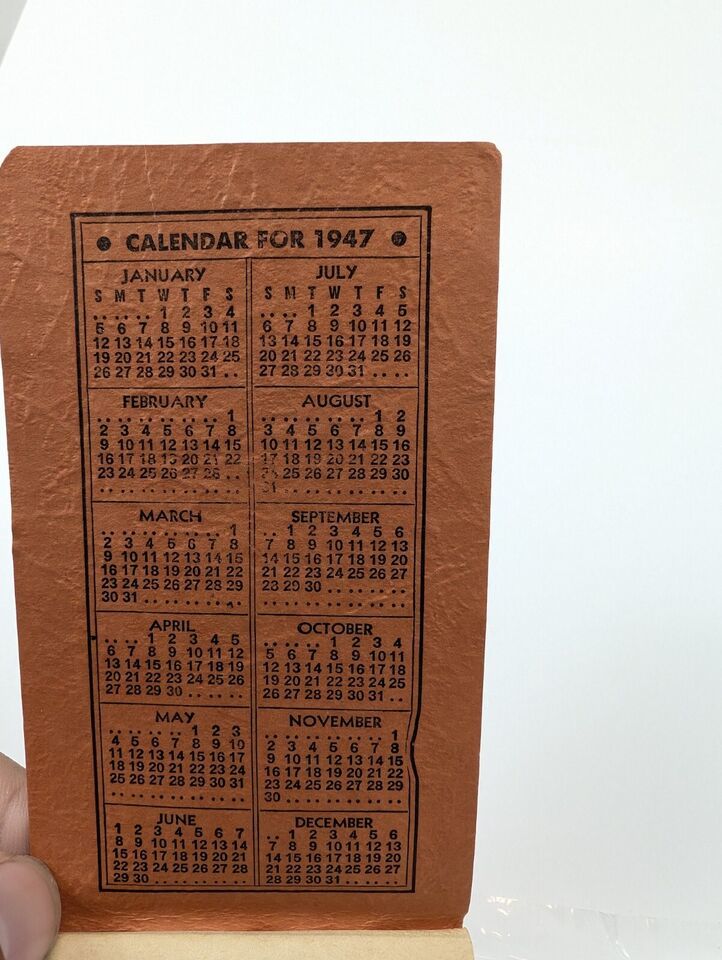 CALENDAR FOR 1947
JANUARY
S M T W T F S
1 2 3 4
5 6 7 8 9 10 11
12 13 14 15 16 17 18
19 20 21 22 23 24 25
26 27 28 29 30 31
FEBRUARY
1
2 3 4 5 6 7 8
9 10 11 12 13 14 15
16 17 18 19 20 21 22
23 24 25 26 27 28
MARCH
1
2 3 4 5 6 7 8
9 10 11 12 13 14 15
16 17 18 19 20 21 22
23 24 25 26 27 28 29
30 31
APRIL
1 2 3 4 5
6 7 8 9 10 11 12
13 14 15 16 17 18 19
20 21 22 23 24 25 26
27 28 29 30
MAY
1 2 3
4 5 6 7 8 9 10
11 12 13 14 15 16 17
18 19 20 21 22 23 24
25 26 27 28 29 30 31
JUNE
1 2 3 4 5 6 7
8 9 10 11 12 13 14
15 16 17 18 19 20 21
22 23 24 25 26 27 28
29 30
JULY
S M T W T F S
1 2 3 4 5
6 7 8 9 10 11 12
13 14 15 16 17 18 19
20 21 22 23 24 25 26
27 28 29 30 31
AUGUST
1 2
3 4 5 6 7 8 9
10 11 12 13 14 15 16
17 18 19 20 21 22 23
24 25 26 27 28 29 30
31
SEPTEMBER
1 2 3 4 5 6
7 8 9 10 11 12 13
14 15 16 17 18 19 20
21 22 23 24 25 26 27
28 29 30
OCTOBER
1 2 3 4
5 6 7 8 9 10 11
12 13 14 15 16 17 18
19 20 21 22 23 24 25
26 27 28 29 30 31
NOVEMBER
1
2 3 4 5 6 7 8
9 10 11 12 13 14 15
16 17 18 19 20 21 22
23 24 25 26 27 28 29
30
DECEMBER
1 2 3 4 5 6
7 8 9 10 11 12 13
14 15 16 17 18 19 20
21 22 23 24 25 26 27
28 29 30 31